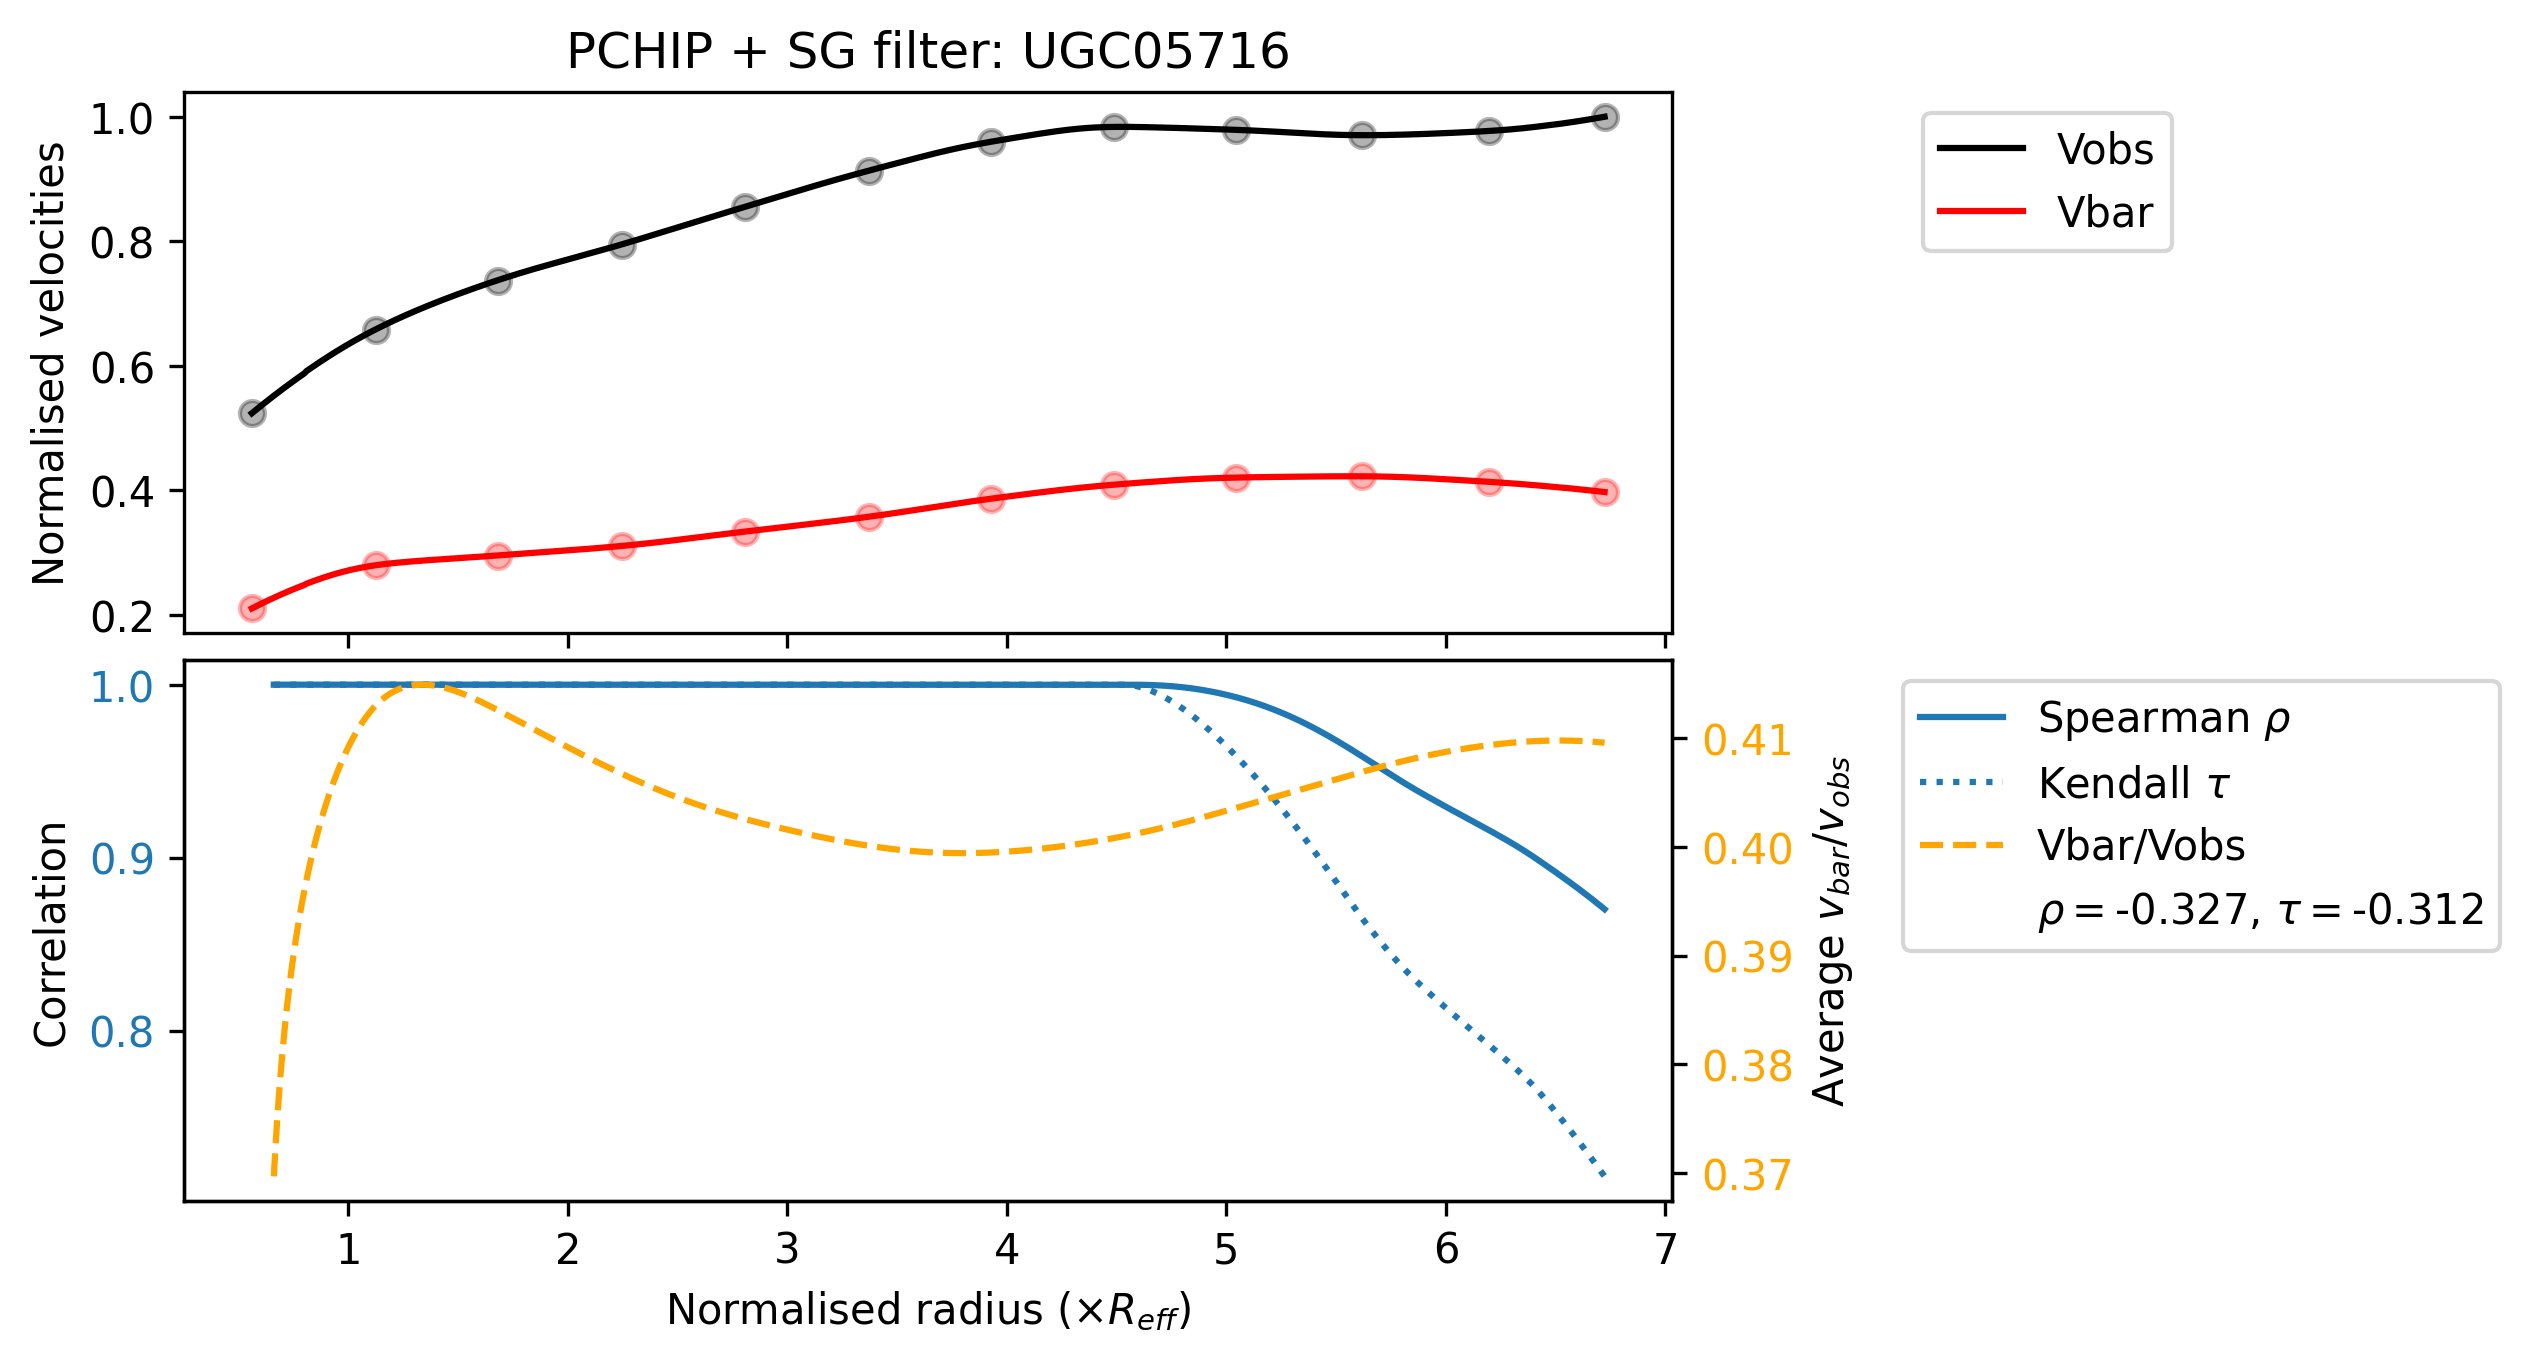 PCHIP + SG filter: UGC05716
Normalised velocities
1.0
0.8
0.6
0.4
0.2
Vobs
Vbar
Correlation
1.0
0.9
0.8
0.41
0.40
0.39
0.38
0.37
Average v_bar/v_obs
Spearman ρ
Kendall τ
Vbar/Vobs
ρ = -0.327, τ = -0.312
1 2 3 4 5 6 7
Normalised radius (×R_eff)